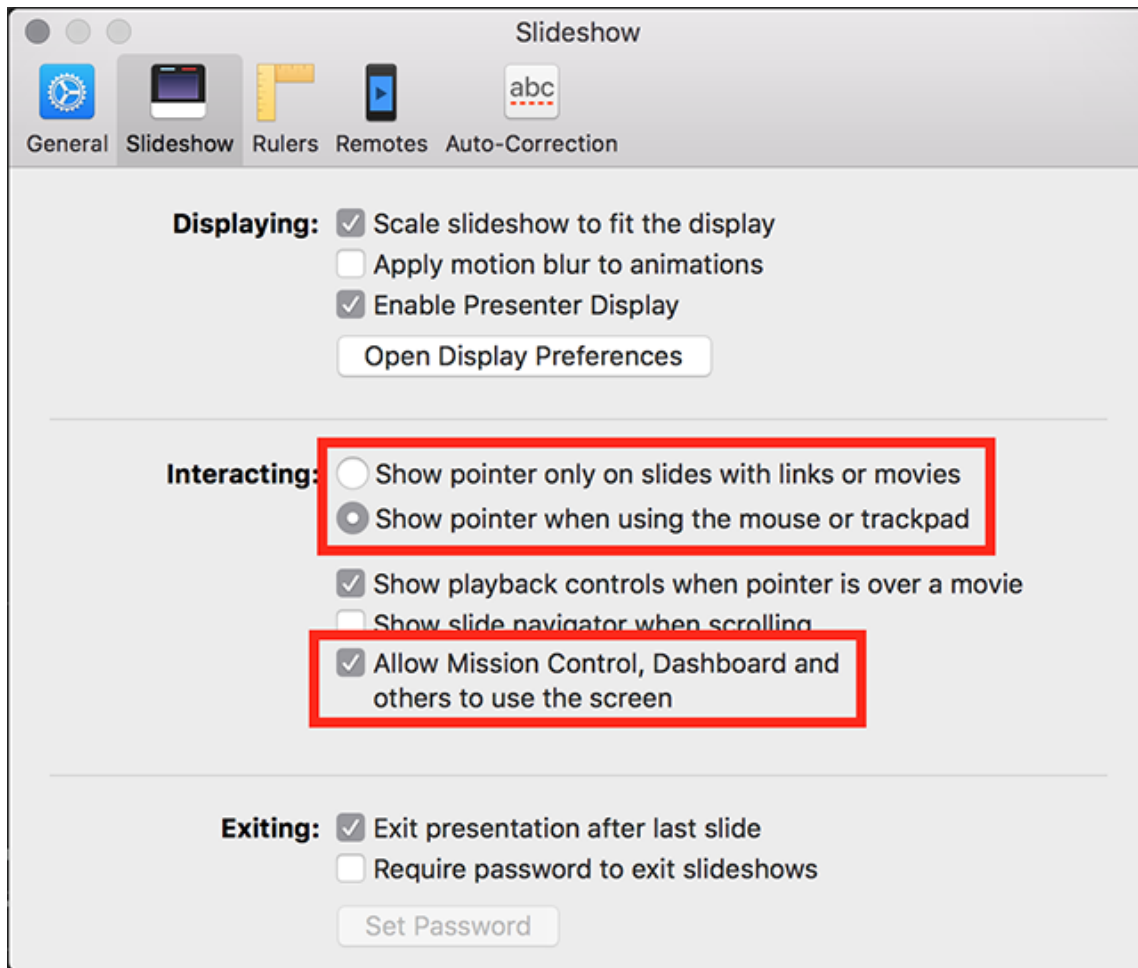 Slideshow
abc
General Slideshow Rulers Remotes Auto-Correction
Displaying: Scale slideshow to fit the display
Apply motion blur to animations
Enable Presenter Display
Open Display Preferences
Interacting: Show pointer only on slides with links or movies
Show pointer when using the mouse or trackpad
Show playback controls when pointer is over a movie
Show slide navigator when scrolling
Allow Mission Control, Dashboard and
others to use the screen
Exiting: Exit presentation after last slide
Require password to exit slideshows
Set Password